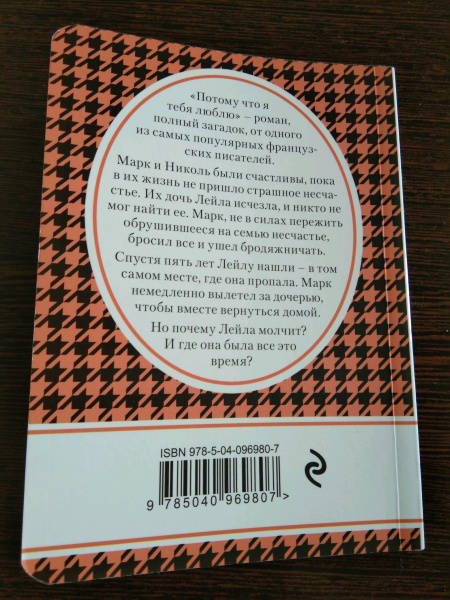 «Потому что я
тебя люблю» – роман,
полный загадок, от одного
из самых популярных француз-
ских писателей.
Марк и Николь были счастливы, пока
в их жизнь не пришло страшное несча-
стье. Их дочь Лейла исчезла, и никто не
мог найти ее. Марк, не в силах пережить
обрушившееся на семью несчастье,
бросил все и ушел бродяжничать.
Спустя пять лет Лейлу нашли – в том
самом месте, где она пропала. Марк
немедленно вылетел за дочерью,
чтобы вместе вернуться домой.
Но почему Лейла молчит?
И где она была все это
время?
ISBN 978-5-04-096980-7
9 785040 969807 >